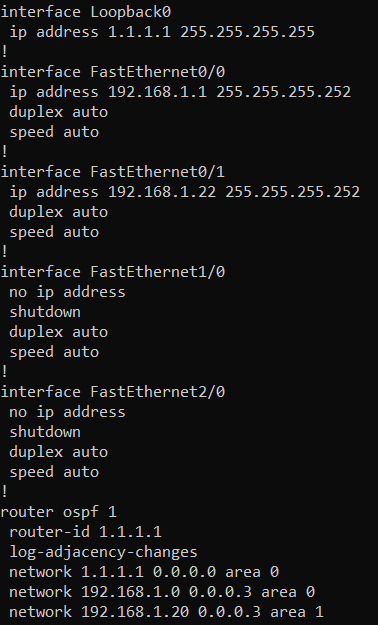 interface Loopback0
 ip address 1.1.1.1 255.255.255.255
!
interface FastEthernet0/0
 ip address 192.168.1.1 255.255.255.252
 duplex auto
 speed auto
!
interface FastEthernet0/1
 ip address 192.168.1.22 255.255.255.252
 duplex auto
 speed auto
!
interface FastEthernet1/0
 no ip address
 shutdown
 duplex auto
 speed auto
!
interface FastEthernet2/0
 no ip address
 shutdown
 duplex auto
 speed auto
!
router ospf 1
 router-id 1.1.1.1
 log-adjacency-changes
 network 1.1.1.1 0.0.0.0 area 0
 network 192.168.1.0 0.0.0.3 area 0
 network 192.168.1.20 0.0.0.3 area 1